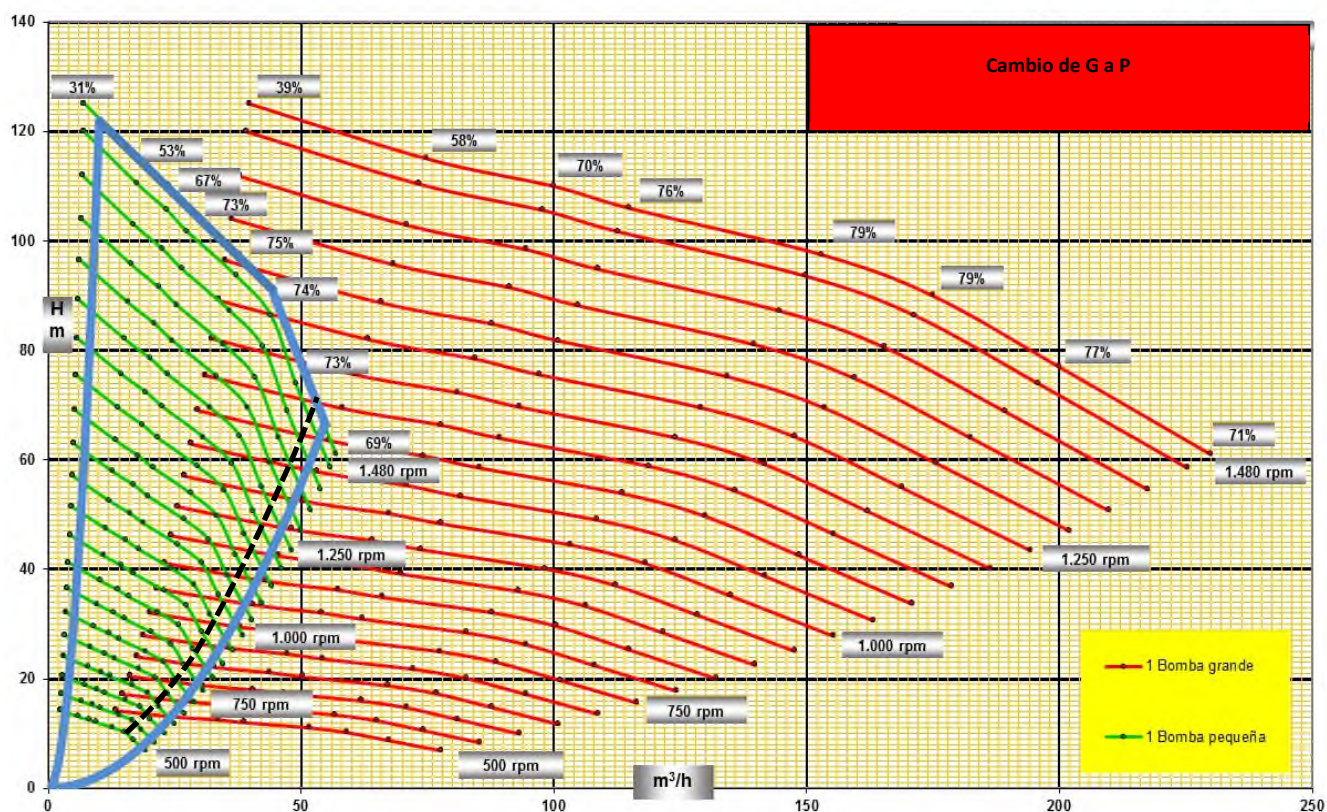 140
120
100
80
60
40
20
0
H
m
Cambio de G a P
31%
39%
53%
58%
67%
70%
73%
76%
75%
79%
74%
79%
73%
77%
69%
71%
1.480 rpm
1.480 rpm
1.250 rpm
1.250 rpm
1.000 rpm
1.000 rpm
750 rpm
750 rpm
500 rpm
500 rpm
1 Bomba grande
1 Bomba pequeña
m³/h
0
50
100
150
200
250